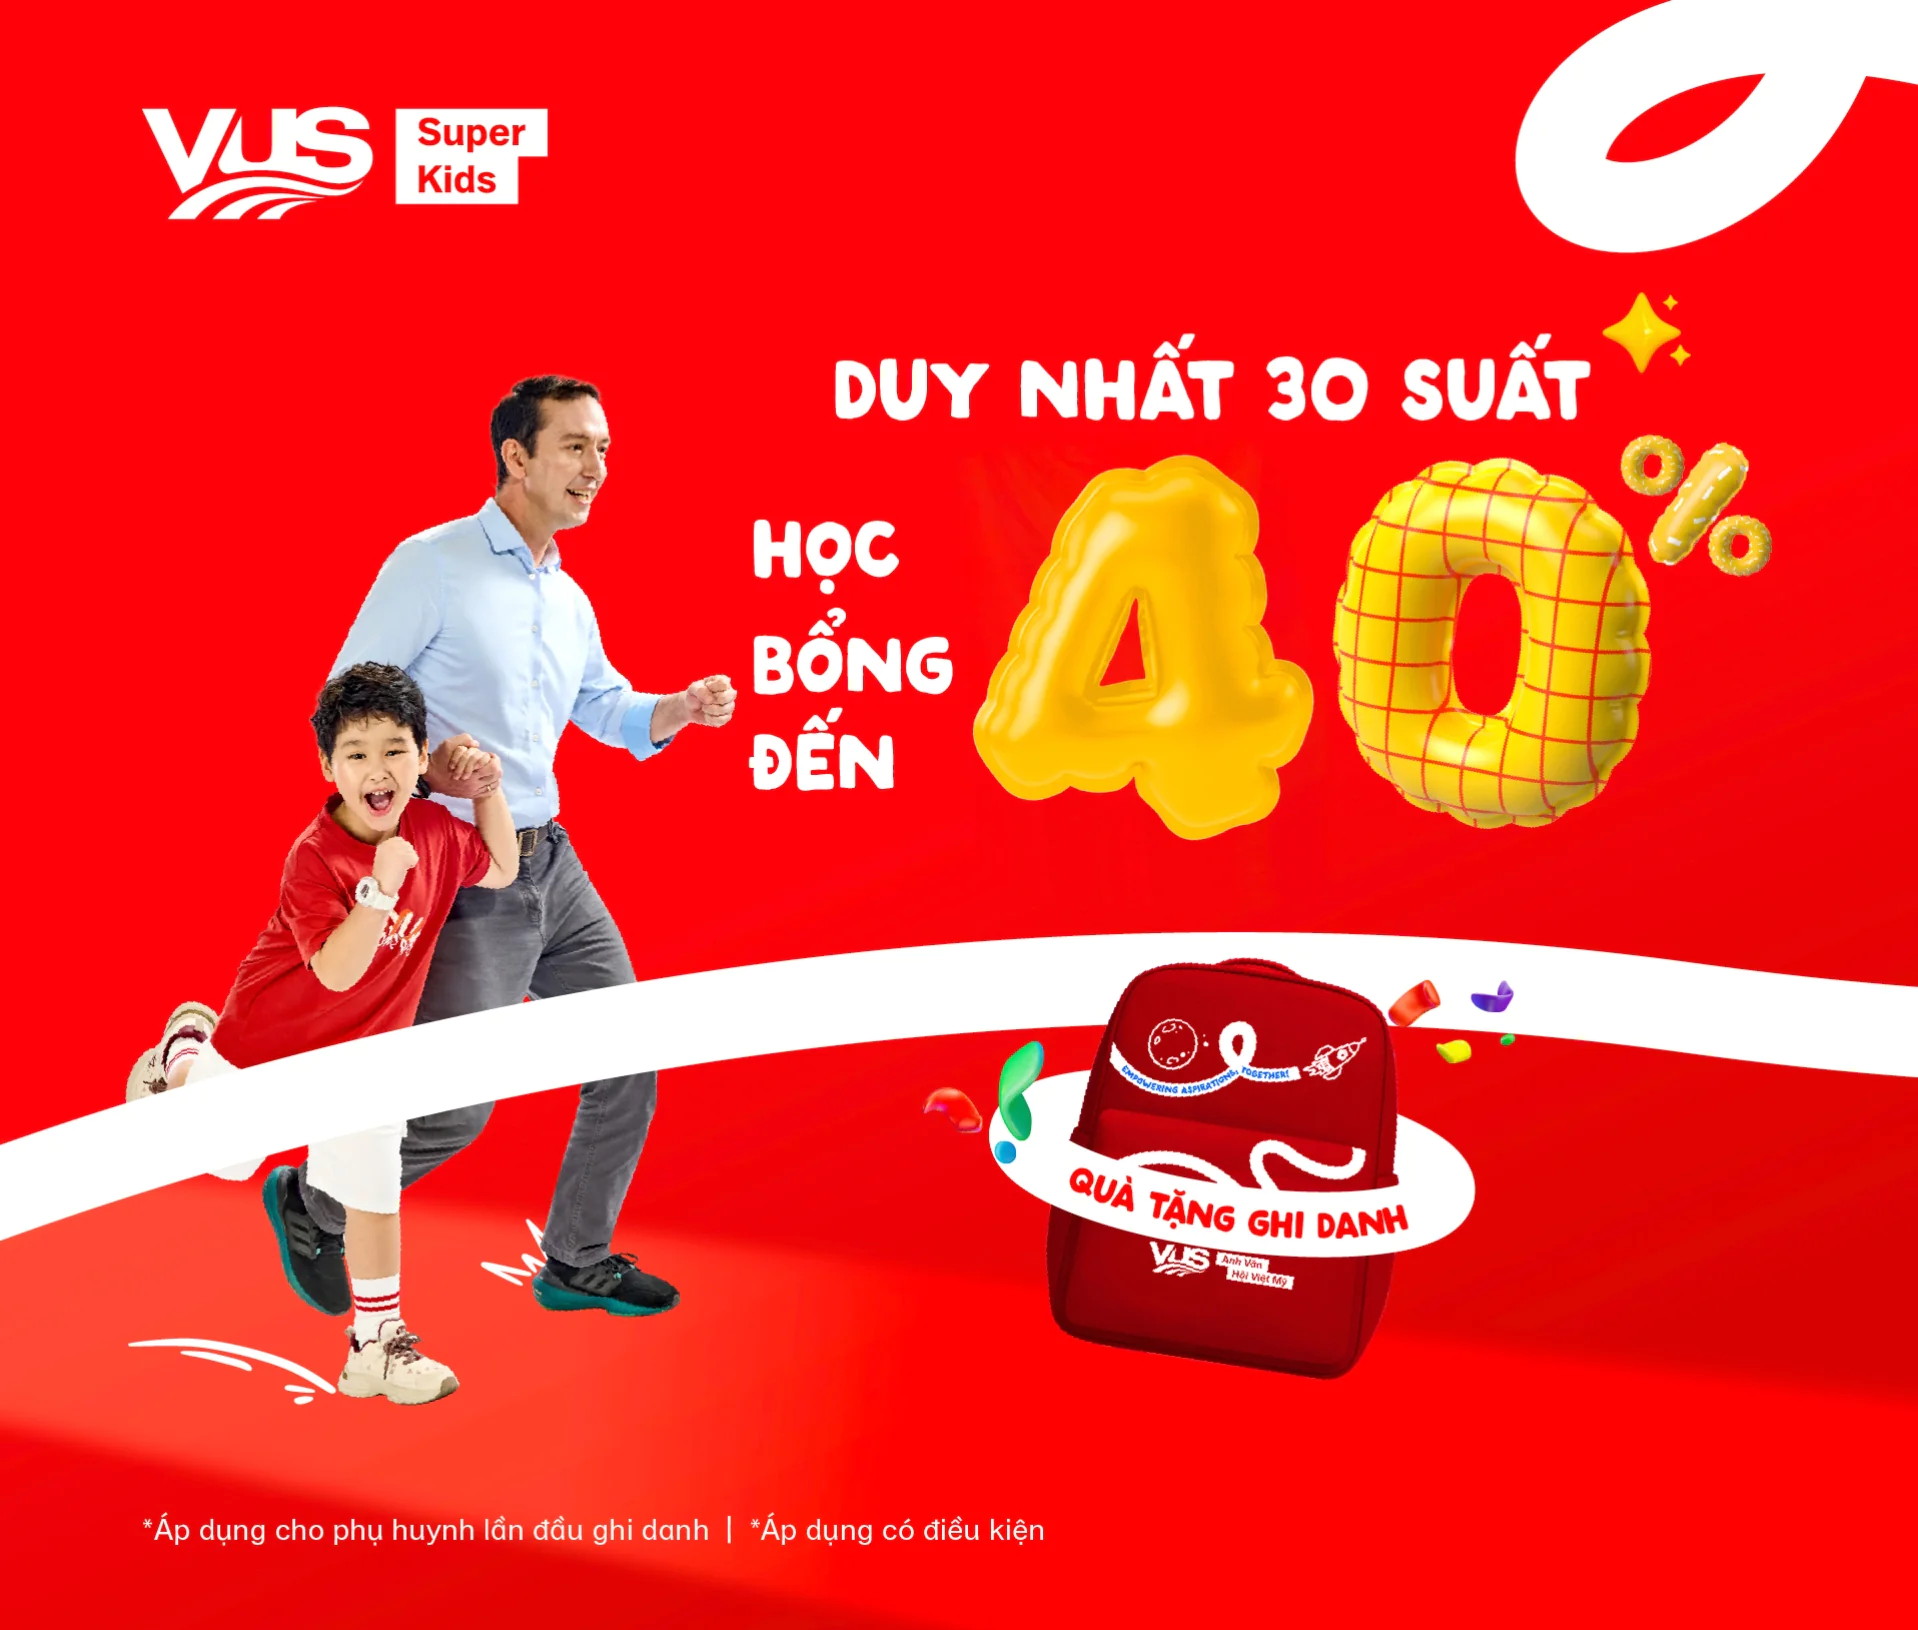 VUS
Super
Kids
DUY NHẤT 30 SUẤT
HỌC
BỔNG
ĐẾN
40%
EMPOWERING ASPIRATIONS, TOGETHER!
QUÀ TẶNG GHI DANH
VUS
Anh Văn
Hội Việt Mỹ
*Áp dụng cho phụ huynh lần đầu ghi danh | *Áp dụng có điều kiện